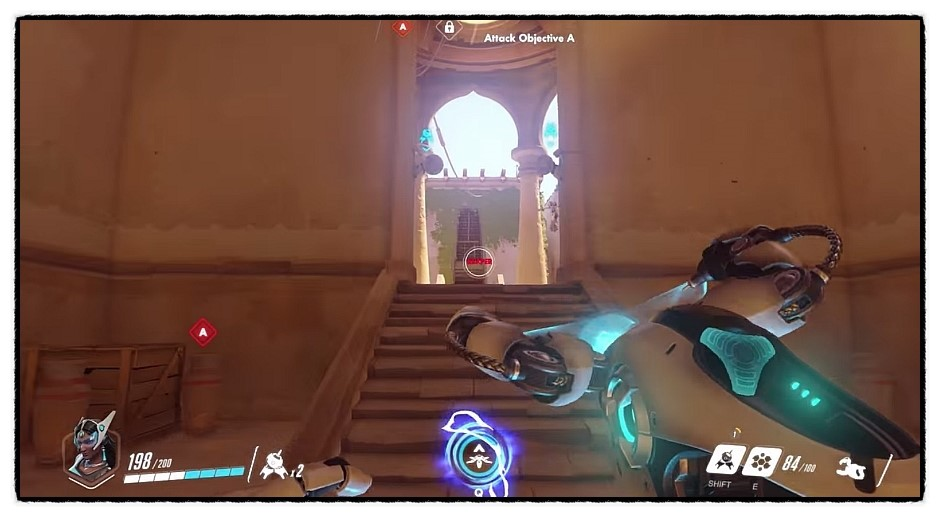 A
Attack Objective A
A
198/200
x2
84/100
SHIFT
E